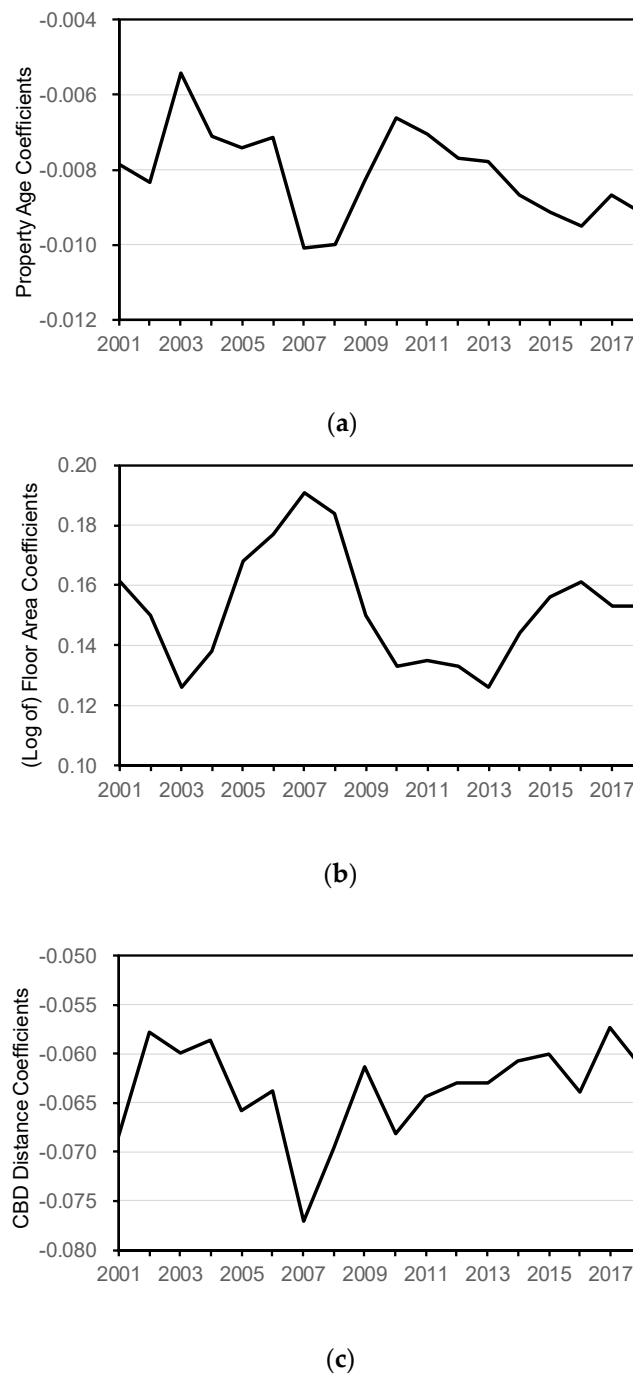 Property Age Coefficients
-0.004
-0.006
-0.008
-0.010
-0.012
2001 2003 2005 2007 2009 2011 2013 2015 2017
(a)
(Log of) Floor Area Coefficients
0.20
0.18
0.16
0.14
0.12
0.10
2001 2003 2005 2007 2009 2011 2013 2015 2017
(b)
CBD Distance Coefficients
-0.050
-0.055
-0.060
-0.065
-0.070
-0.075
-0.080
2001 2003 2005 2007 2009 2011 2013 2015 2017
(c)